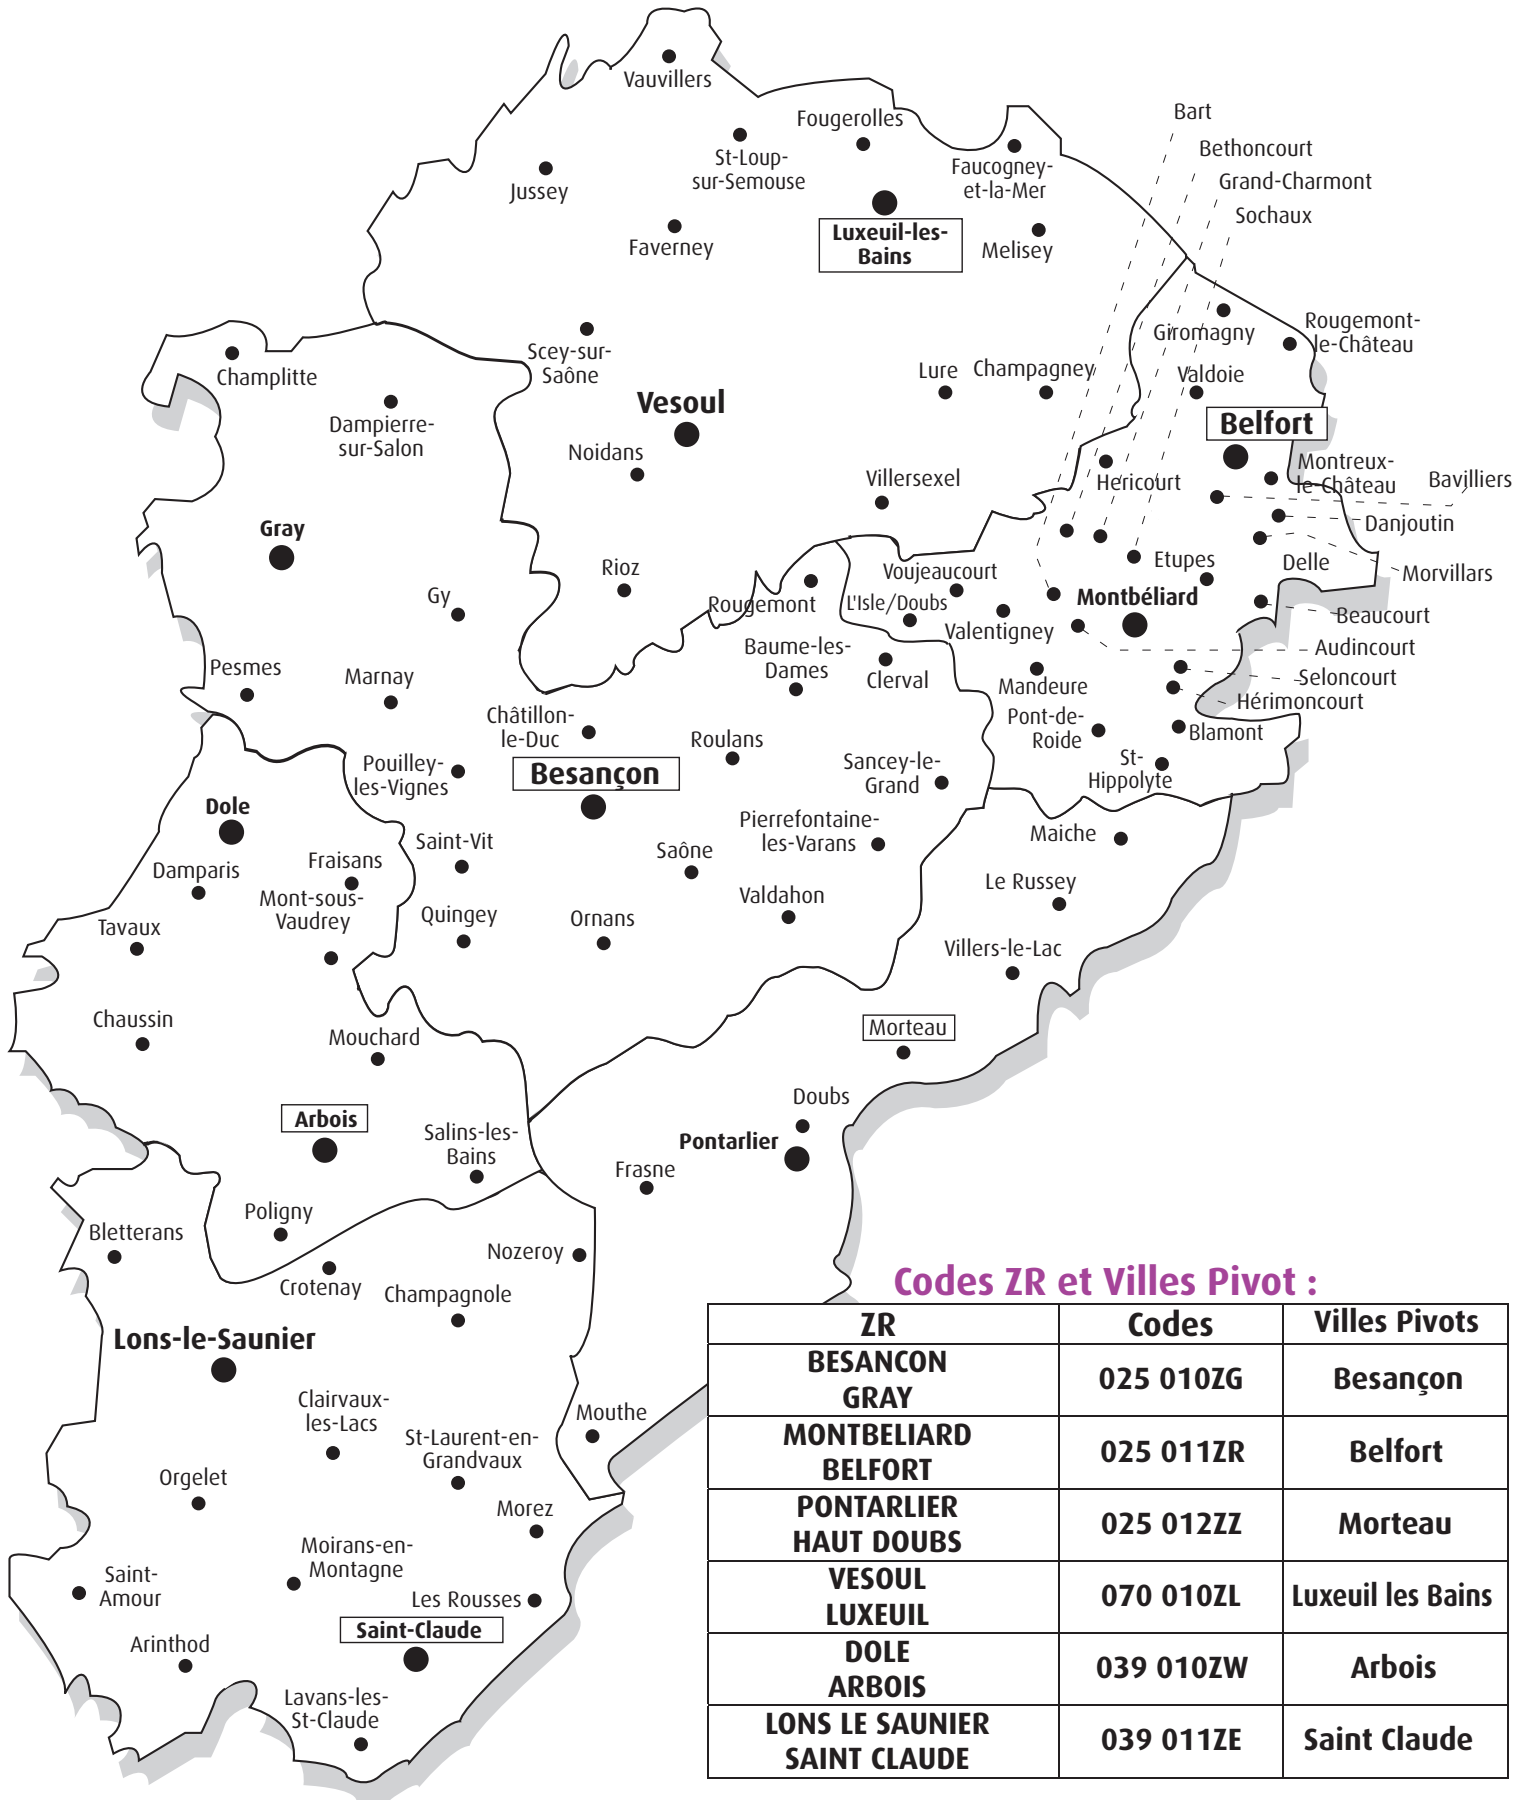 Vauvillers
Fougerolles
St-Loup-
sur-Semouse
Jussey
Faucogney-
et-la-Mer
Bart
Bethoncourt
Grand-Charmont
Sochaux
Luxeuil-les-
Bains
Faverney
Melisey
Giromagny
Rougemont-
le-Château
Scey-sur-
Saône
Champlitte
Lure
Champagney
Valdoie
Vesoul
Dampierre-
sur-Salon
Belfort
Noidans
Villersexel
Héricourt
Montreux-
le-Château
Bavilliers
Danjoutin
Gray
Rioz
Etupes
Delle
Morvillars
Gy
Rougemont
Voujeaucourt
L'Isle/Doubs
Montbéliard
Beaucourt
Valentigney
Audincourt
Baume-les-
Dames
Clerval
Pesmes
Marnay
Mandeure
Seloncourt
Hérimoncourt
Châtillon-
le-Duc
Roulans
Pont-de-
Roide
Blamont
Pouilley-
les-Vignes
Besançon
Sancey-le-
Grand
St-
Hippolyte
Dole
Saint-Vit
Pierrefontaine-
les-Varans
Maiche
Damparis
Fraisans
Saône
Mont-sous-
Vaudrey
Valdahon
Le Russey
Tavaux
Quingey
Ornans
Villers-le-Lac
Chaussin
Mouchard
Morteau
Arbois
Doubs
Salins-les-
Bains
Pontarlier
Frasne
Poligny
Bletterans
Nozeroy
Crotenay
Champagnole
Lons-le-Saunier
Clairvaux-
les-Lacs
St-Laurent-en-
Grandvaux
Mouthe
Orgelet
Morez
Moirans-en-
Montagne
Saint-
Amour
Les Rousses
Saint-Claude
Arinthod
Lavans-les-
St-Claude
Codes ZR et Villes Pivot :
ZR Codes Villes Pivots
BESANCON
GRAY
025 010ZG Besançon
MONTBELIARD
BELFORT
025 011ZR Belfort
PONTARLIER
HAUT DOUBS
025 012ZZ Morteau
VESOUL
LUXEUIL
070 010ZL Luxeuil les Bains
DOLE
ARBOIS
039 010ZW Arbois
LONS LE SAUNIER
SAINT CLAUDE
039 011ZE Saint Claude